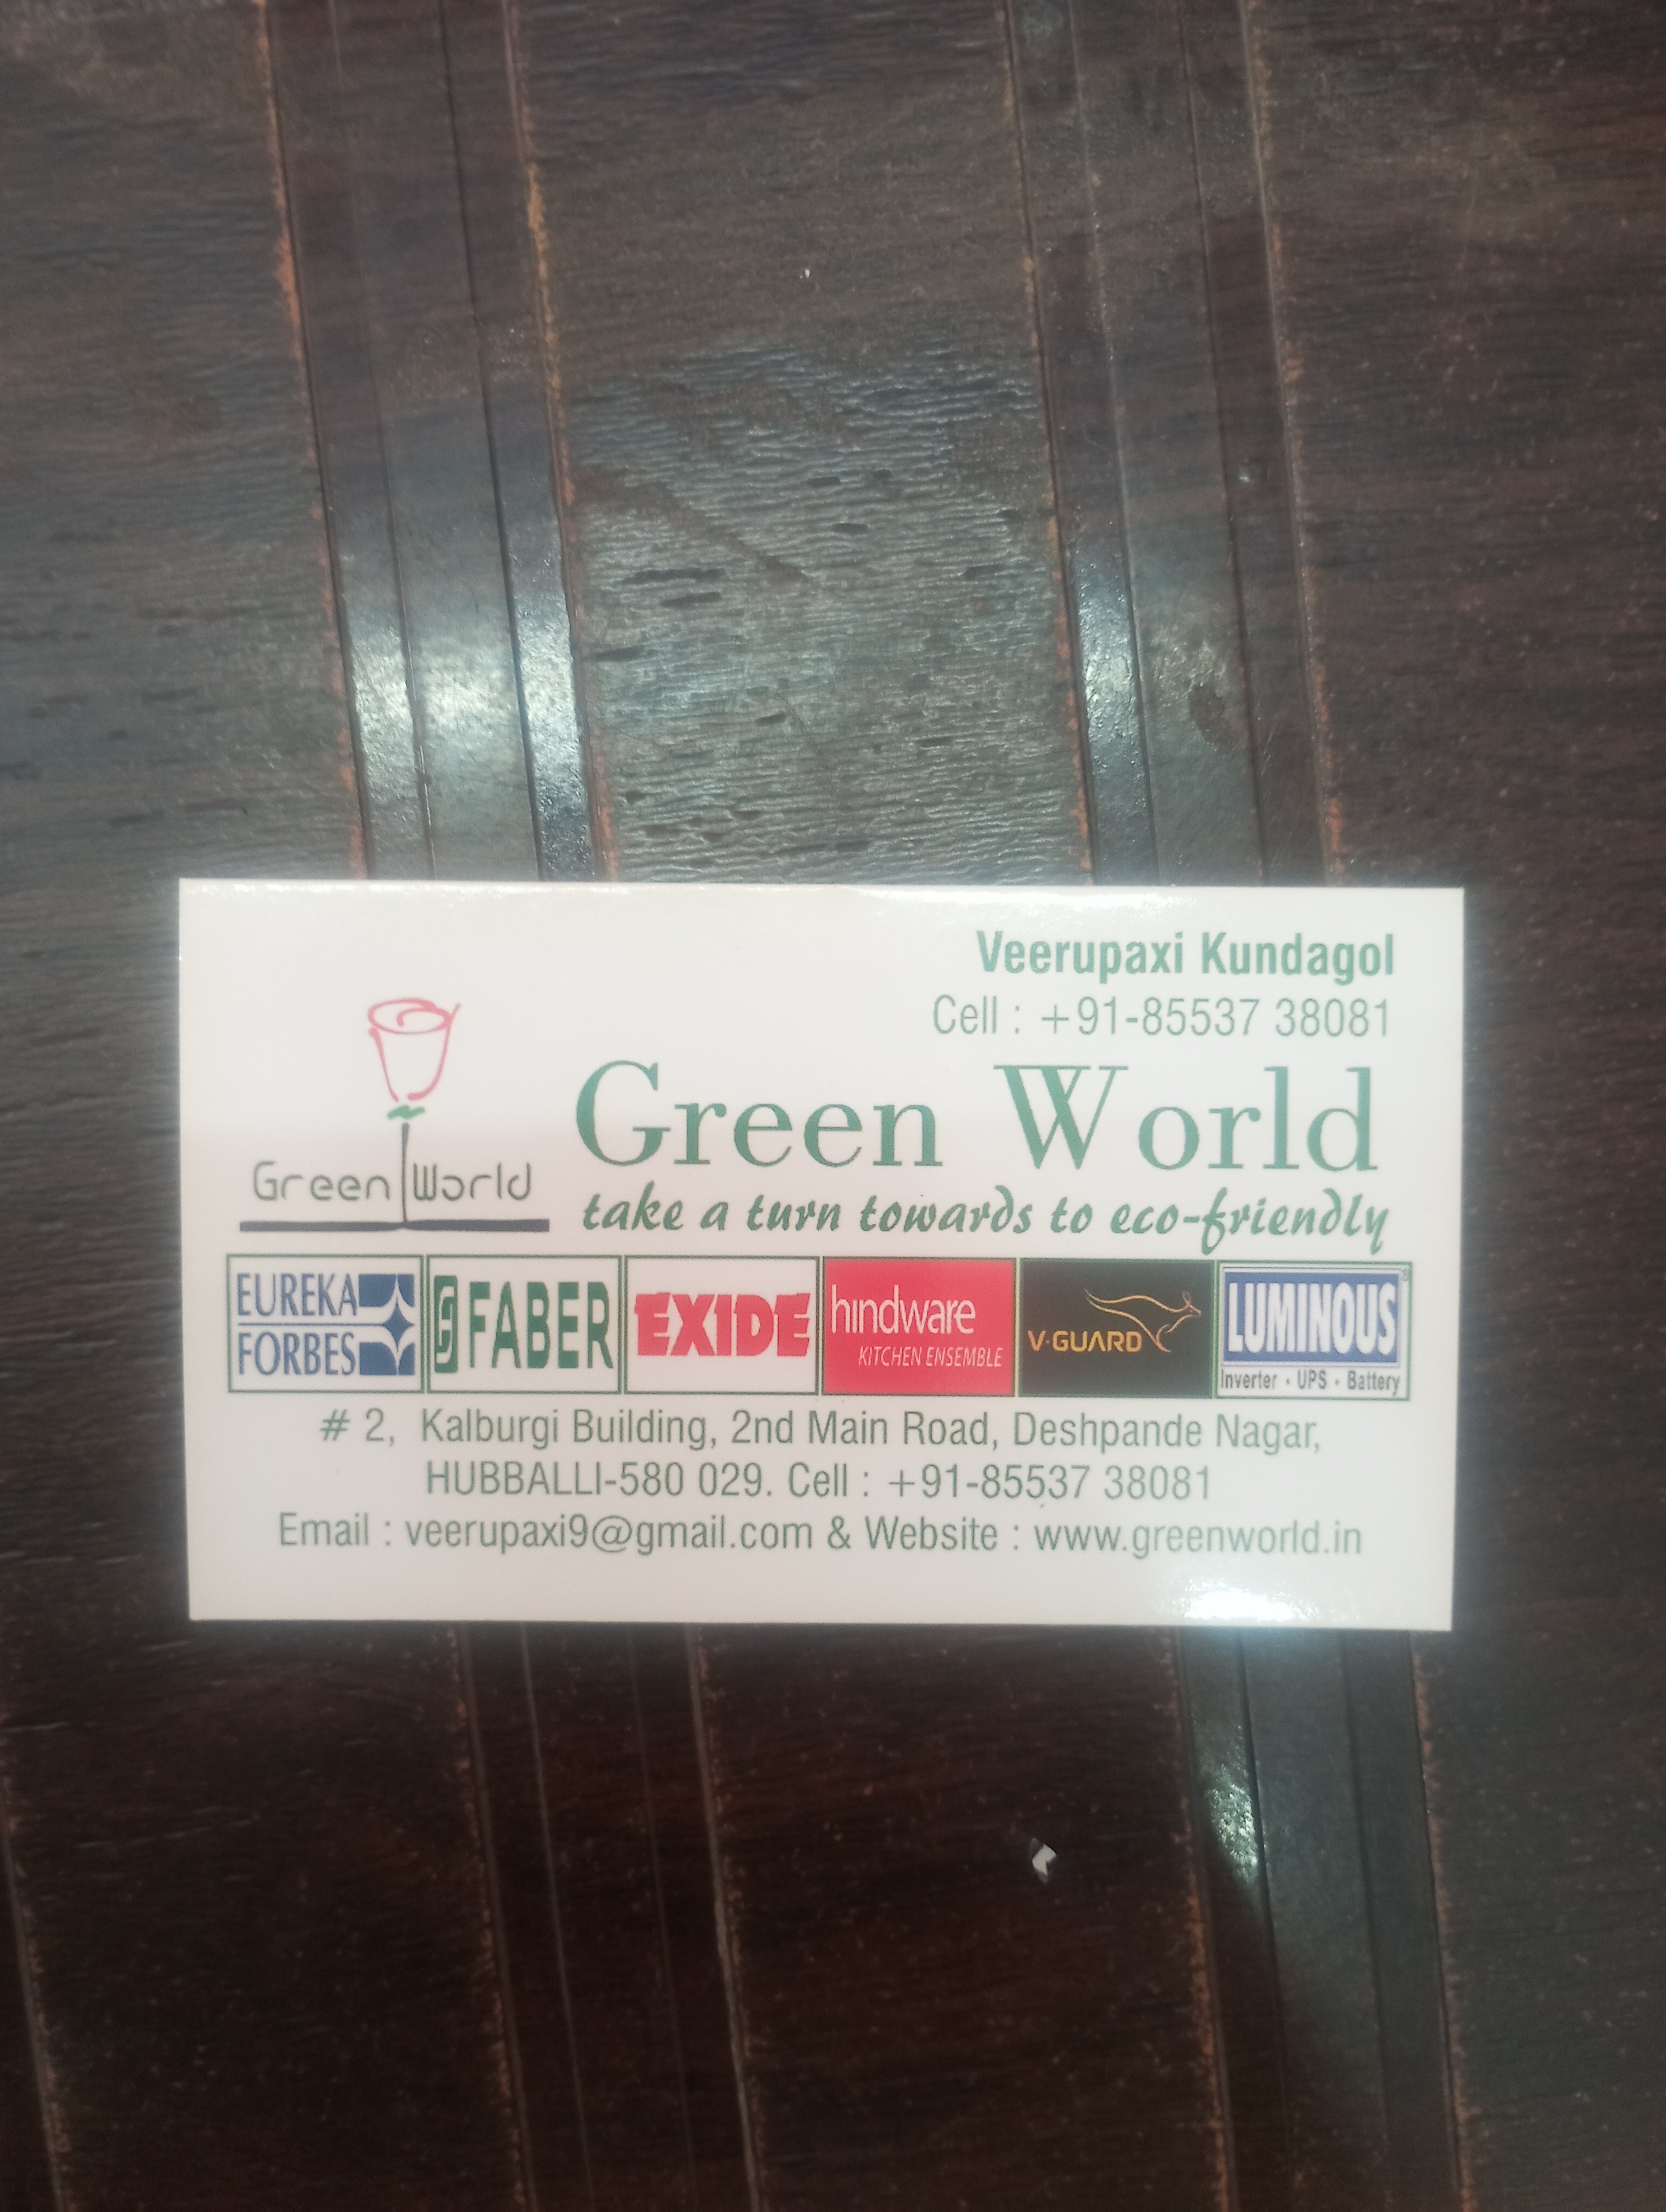 Veerupaxi Kundagol
Cell : +91-85537 38081
Green World
Green World
take a turn towards to eco-friendly
EUREKA
FORBES
FABER
EXIDE
hindware
KITCHEN ENSEMBLE
V-GUARD
LUMINOUS®
Inverter • UPS • Battery
# 2, Kalburgi Building, 2nd Main Road, Deshpande Nagar,
HUBBALLI-580 029. Cell : +91-85537 38081
Email : veerupaxi9@gmail.com & Website : www.greenworld.in